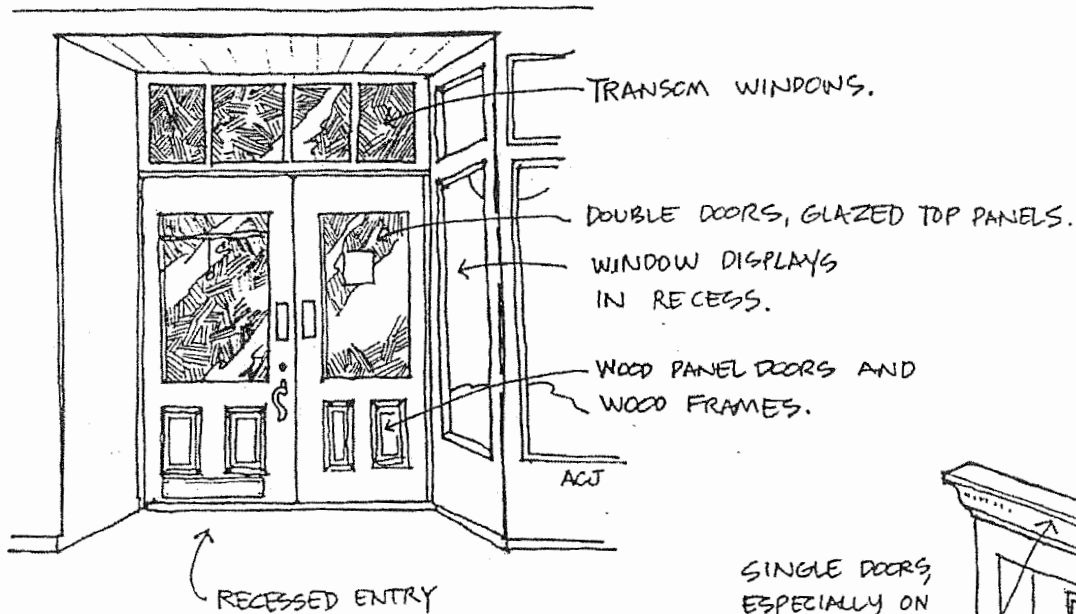 TRANSOM WINDOWS.
DOUBLE DOORS, GLAZED TOP PANELS.
WINDOW DISPLAYS
IN RECESS.
WOOD PANEL DOORS AND
WOOD FRAMES.
ACJ
RECESSED ENTRY
SINGLE DOORS,
ESPECIALLY ON